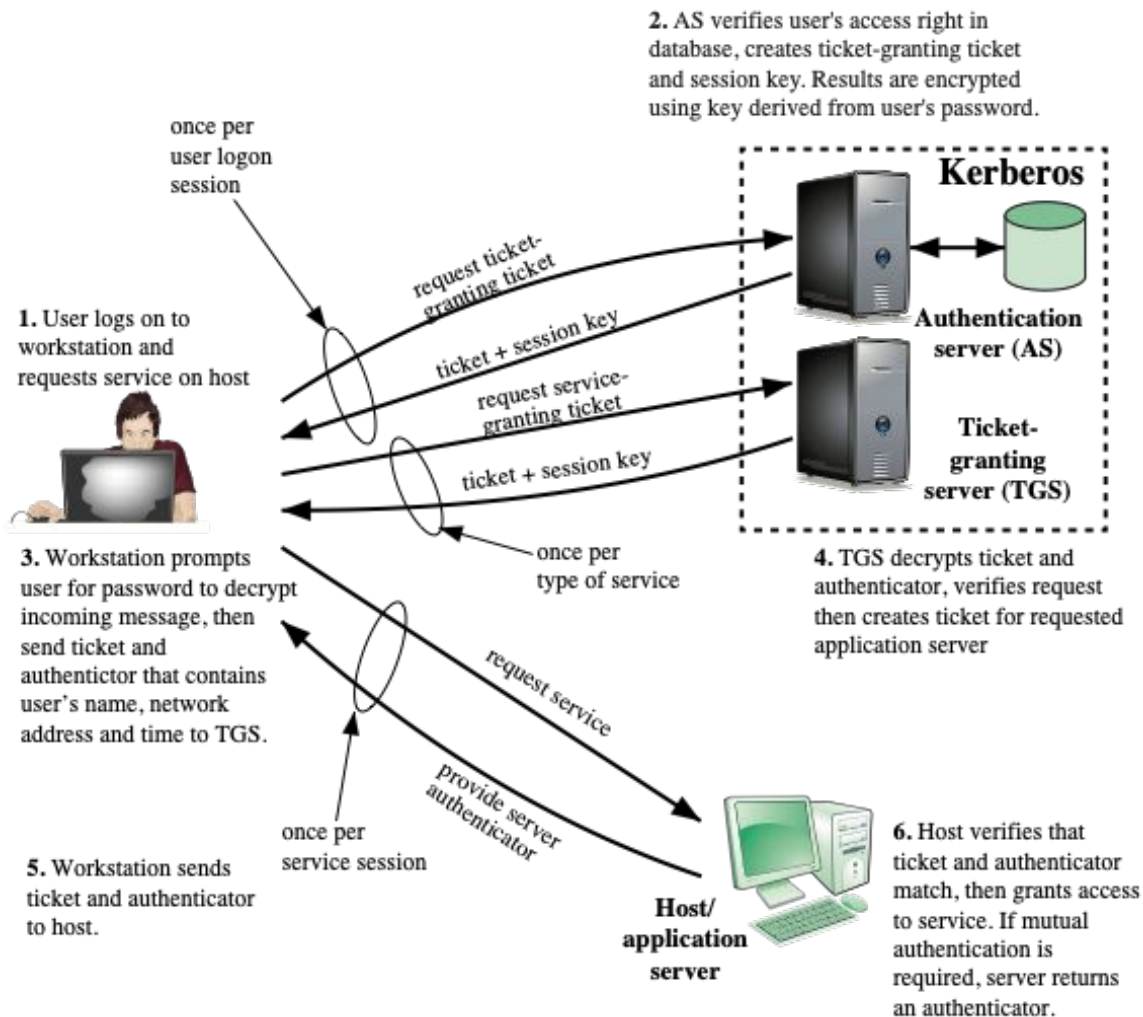 2. AS verifies user's access right in
database, creates ticket-granting ticket
and session key. Results are encrypted
using key derived from user's password.
once per
user logon
session
Kerberos
request ticket-
granting ticket
ticket + session key
Authentication
server (AS)
1. User logs on to
workstation and
requests service on host
request service-
granting ticket
ticket + session key
Ticket-
granting
server (TGS)
once per
type of service
3. Workstation prompts
user for password to decrypt
incoming message, then
send ticket and
authentictor that contains
user's name, network
address and time to TGS.
4. TGS decrypts ticket and
authenticator, verifies request
then creates ticket for requested
application server
request service
provide server
authenticator
once per
service session
5. Workstation sends
ticket and authenticator
to host.
Host/
application
server
6. Host verifies that
ticket and authenticator
match, then grants access
to service. If mutual
authentication is
required, server returns
an authenticator.